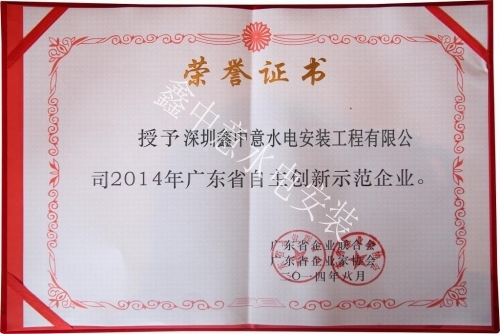 荣誉证书
授予深圳鑫中意水电安装工程有限公
司2014年广东省自主创新示范企业。
广东省企业联合会
广东省企业家协会
二〇一四年八月
鑫中意水电安装